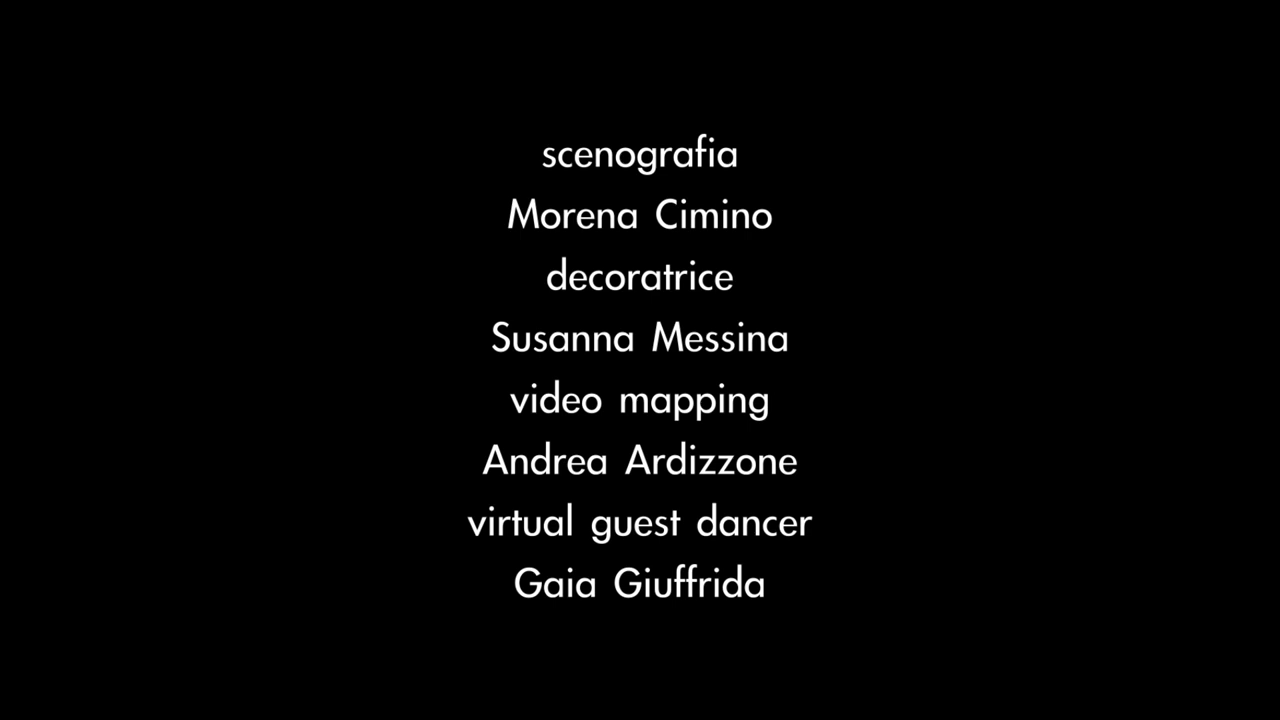 scenografia
Morena Cimino
decoratrice
Susanna Messina
video mapping
Andrea Ardizzone
virtual guest dancer
Gaia Giuffrida